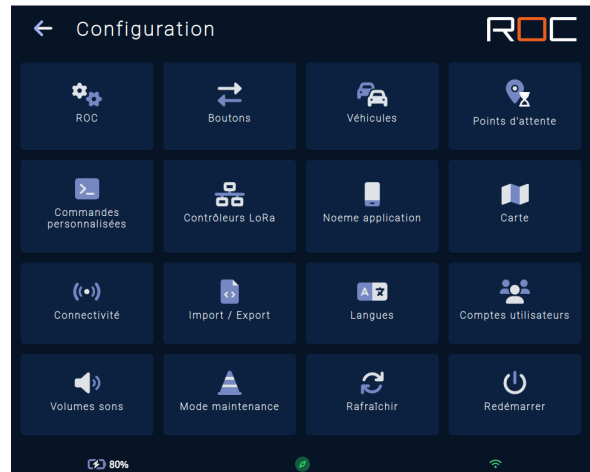 Configuration
ROC
ROC
Boutons
Véhicules
Points d'attente
Commandes
personnalisées
Contrôleurs LoRa
Noeme application
Carte
Connectivité
Import / Export
A
Langues
Comptes utilisateurs
Volumes sons
Mode maintenance
Rafraîchir
Redémarrer
80%